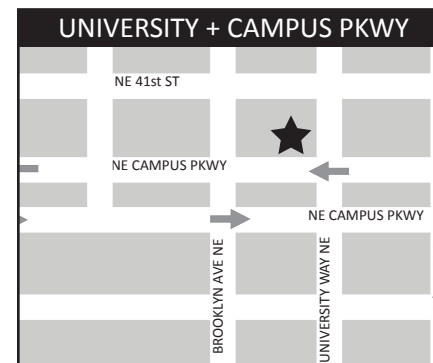 UNIVERSITY + CAMPUS PKWY
NE 41st ST
NE CAMPUS PKWY
NE CAMPUS PKWY
BROOKLYN AVE NE
UNIVERSITY WAY NE